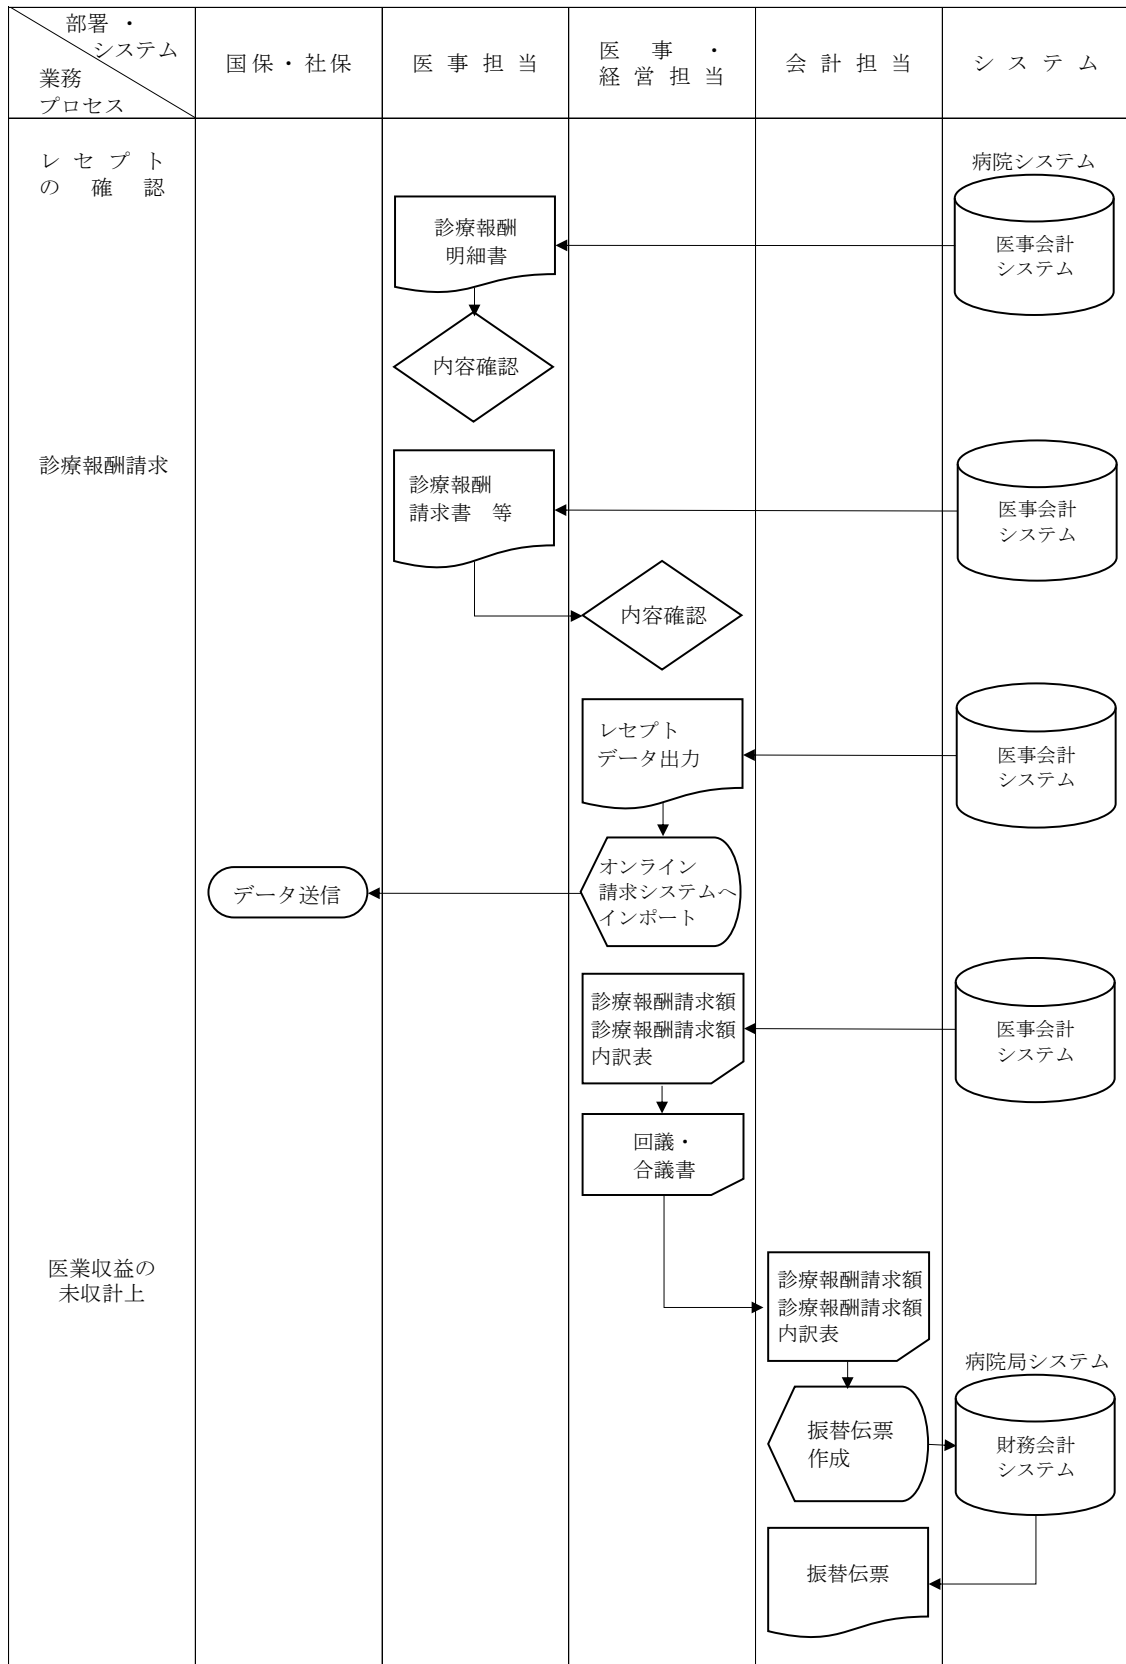 部署・
システム
業務
プロセス
国保・社保
医事担当
医事・
経営担当
会計担当
システム
レセプト
の確認
病院システム
診療報酬
明細書
医事会計
システム
内容確認
診療報酬請求
診療報酬
請求書　等
医事会計
システム
内容確認
レセプト
データ出力
医事会計
システム
オンライン
請求システムへ
インポート
データ送信
診療報酬請求額
診療報酬請求額
内訳表
医事会計
システム
回議・
合議書
医業収益の
未収計上
診療報酬請求額
診療報酬請求額
内訳表
病院局システム
振替伝票
作成
財務会計
システム
振替伝票